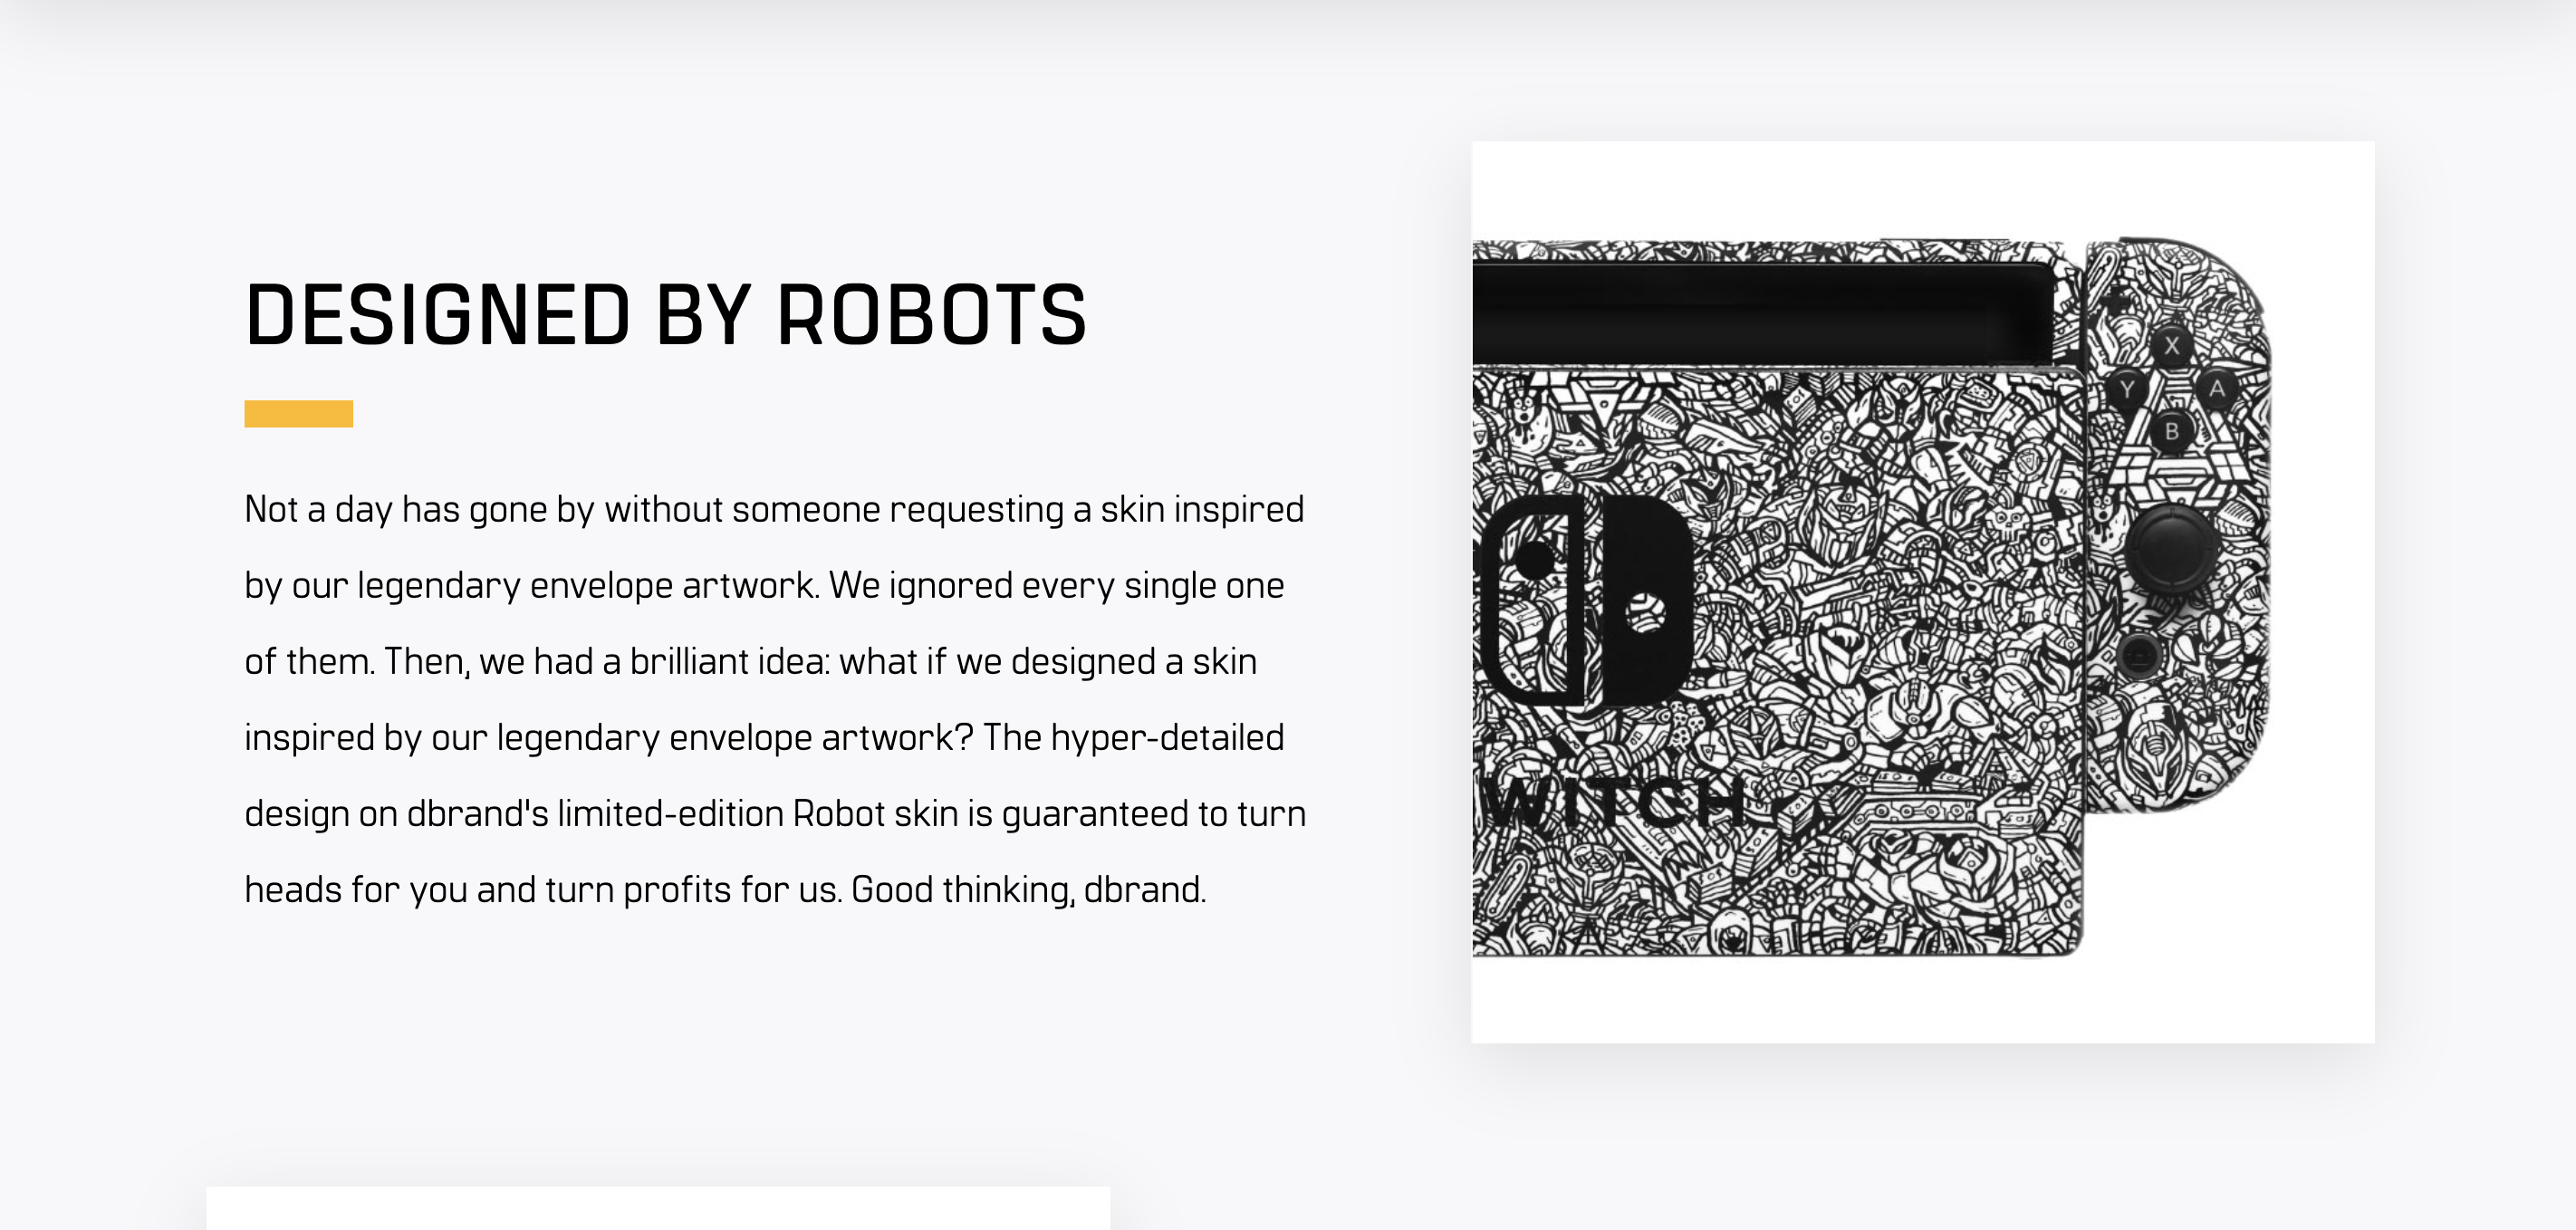 DESIGNED BY ROBOTS
Not a day has gone by without someone requesting a skin inspired
by our legendary envelope artwork. We ignored every single one
of them. Then, we had a brilliant idea: what if we designed a skin
inspired by our legendary envelope artwork? The hyper-detailed
design on dbrand's limited-edition Robot skin is guaranteed to turn
heads for you and turn profits for us. Good thinking, dbrand.
X
Y A
B
WITCH